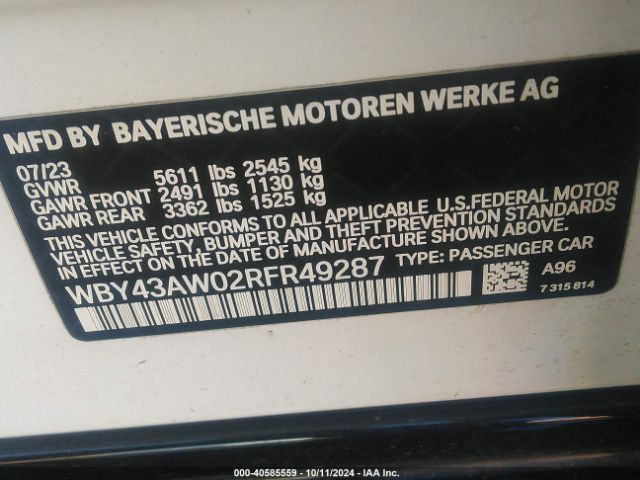 MFD BY BAYERISCHE MOTOREN WERKE AG
07/23
GVWR 5611 lbs 2545 kg
GAWR FRONT 2491 lbs 1130 kg
GAWR REAR 3362 lbs 1525 kg
THIS VEHICLE CONFORMS TO ALL APPLICABLE U.S.FEDERAL MOTOR
VEHICLE SAFETY, BUMPER AND THEFT PREVENTION STANDARDS
IN EFFECT ON THE DATE OF MANUFACTURE SHOWN ABOVE.
WBY43AW02RFR49287 TYPE: PASSENGER CAR
A96
7 315 814
000-40585559 - 10/11/2024 - IAA Inc.